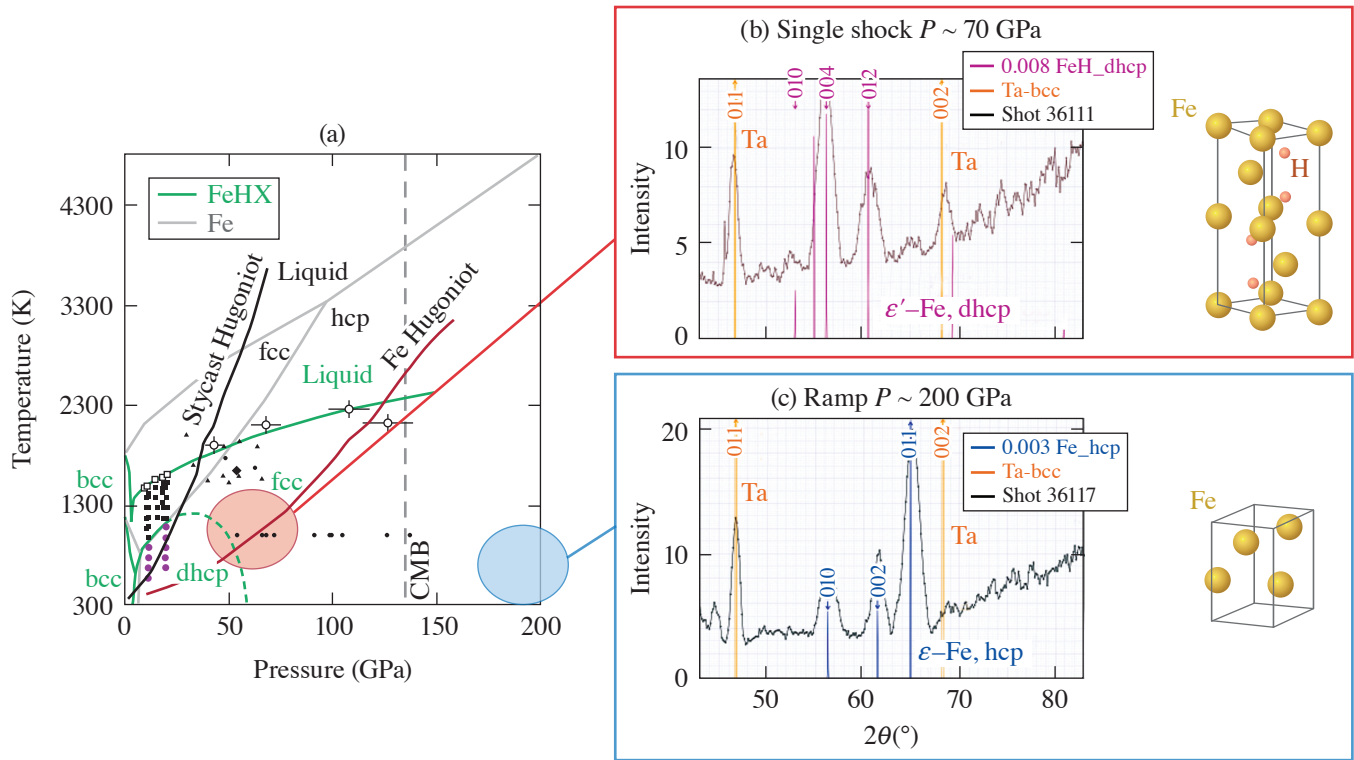 (a)
FeHX
Fe
Liquid
hcp
fcc
Stycast Hugoniot
Fe Hugoniot
Liquid
bcc
fcc
dhcp
bcc
CMB
4300
3300
2300
1300
300
Temperature (K)
0
50
100
150
200
Pressure (GPa)
(b) Single shock P ~ 70 GPa
0.008 FeH_dhcp
Ta-bcc
Shot 36111
011
010
004
012
002
Ta
Ta
10
5
0
Intensity
ε′–Fe, dhcp
Fe
H
(c) Ramp P ~ 200 GPa
0.003 Fe_hcp
Ta-bcc
Shot 36117
011
010
002
011
002
Ta
Ta
20
10
0
Intensity
ε–Fe, hcp
50
60
70
80
2θ(°)
Fe